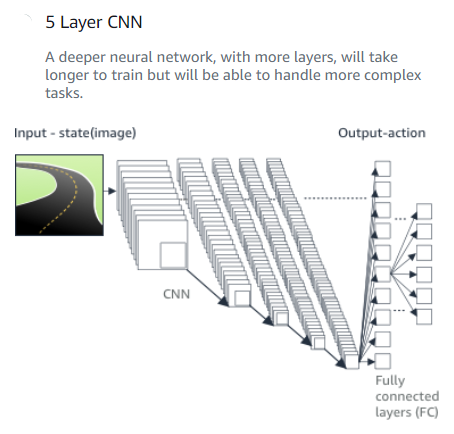 5 Layer CNN
A deeper neural network, with more layers, will take
longer to train but will be able to handle more complex
tasks.
Input - state(image)
Output-action
CNN
Fully
connected
layers (FC)